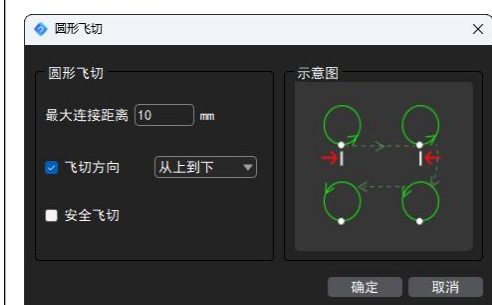 圆形飞切
圆形飞切
最大连接距离 10 mm
飞切方向 从上到下
安全飞切
示意图
确定 取消